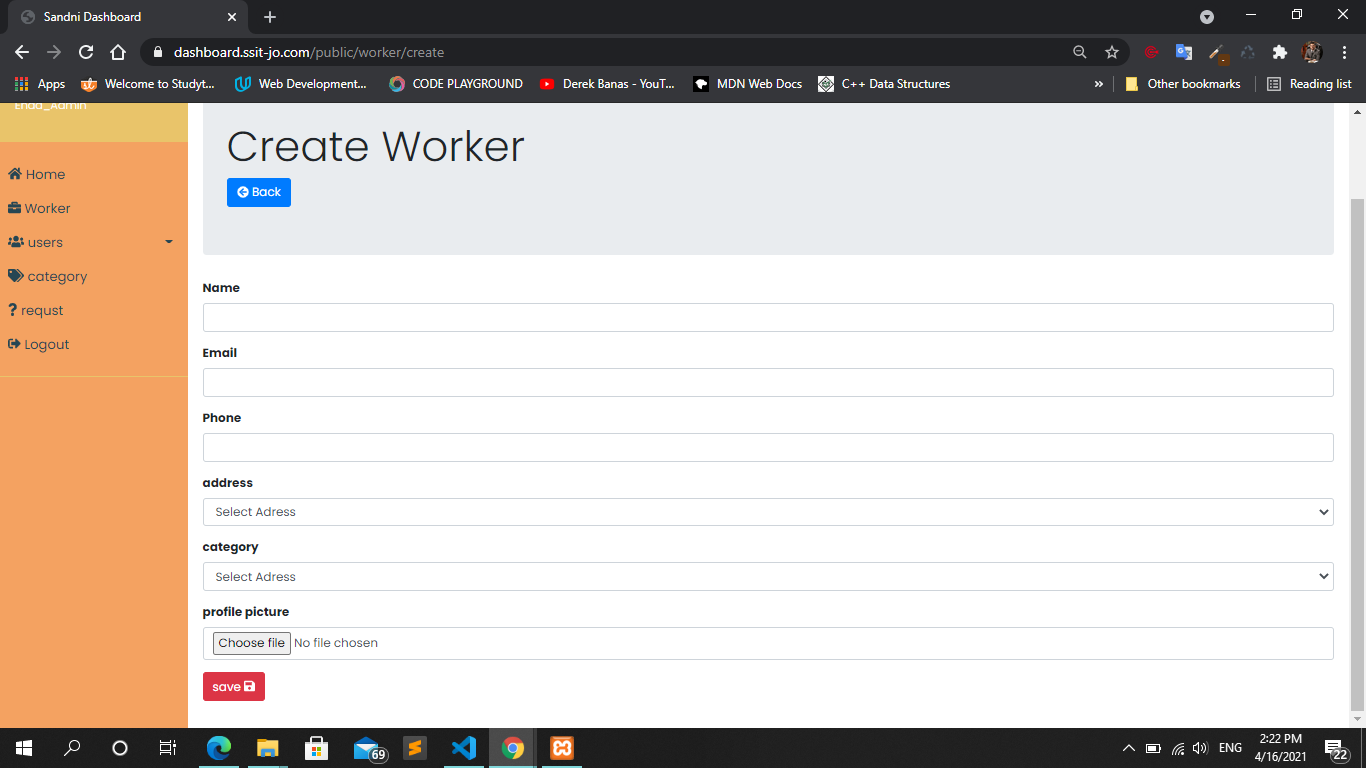 Sandni Dashboard
dashboard.ssit-jo.com/public/worker/create
Apps Welcome to Studyt... Web Development... CODE PLAYGROUND Derek Banas - YouT... MDN Web Docs C++ Data Structures » Other bookmarks Reading list
Create Worker
Back
Home
Worker
users
category
? requst
Logout
Name
Email
Phone
address
Select Adress
category
Select Adress
profile picture
Choose file No file chosen
save
69
ENG
2:22 PM
4/16/2021
22